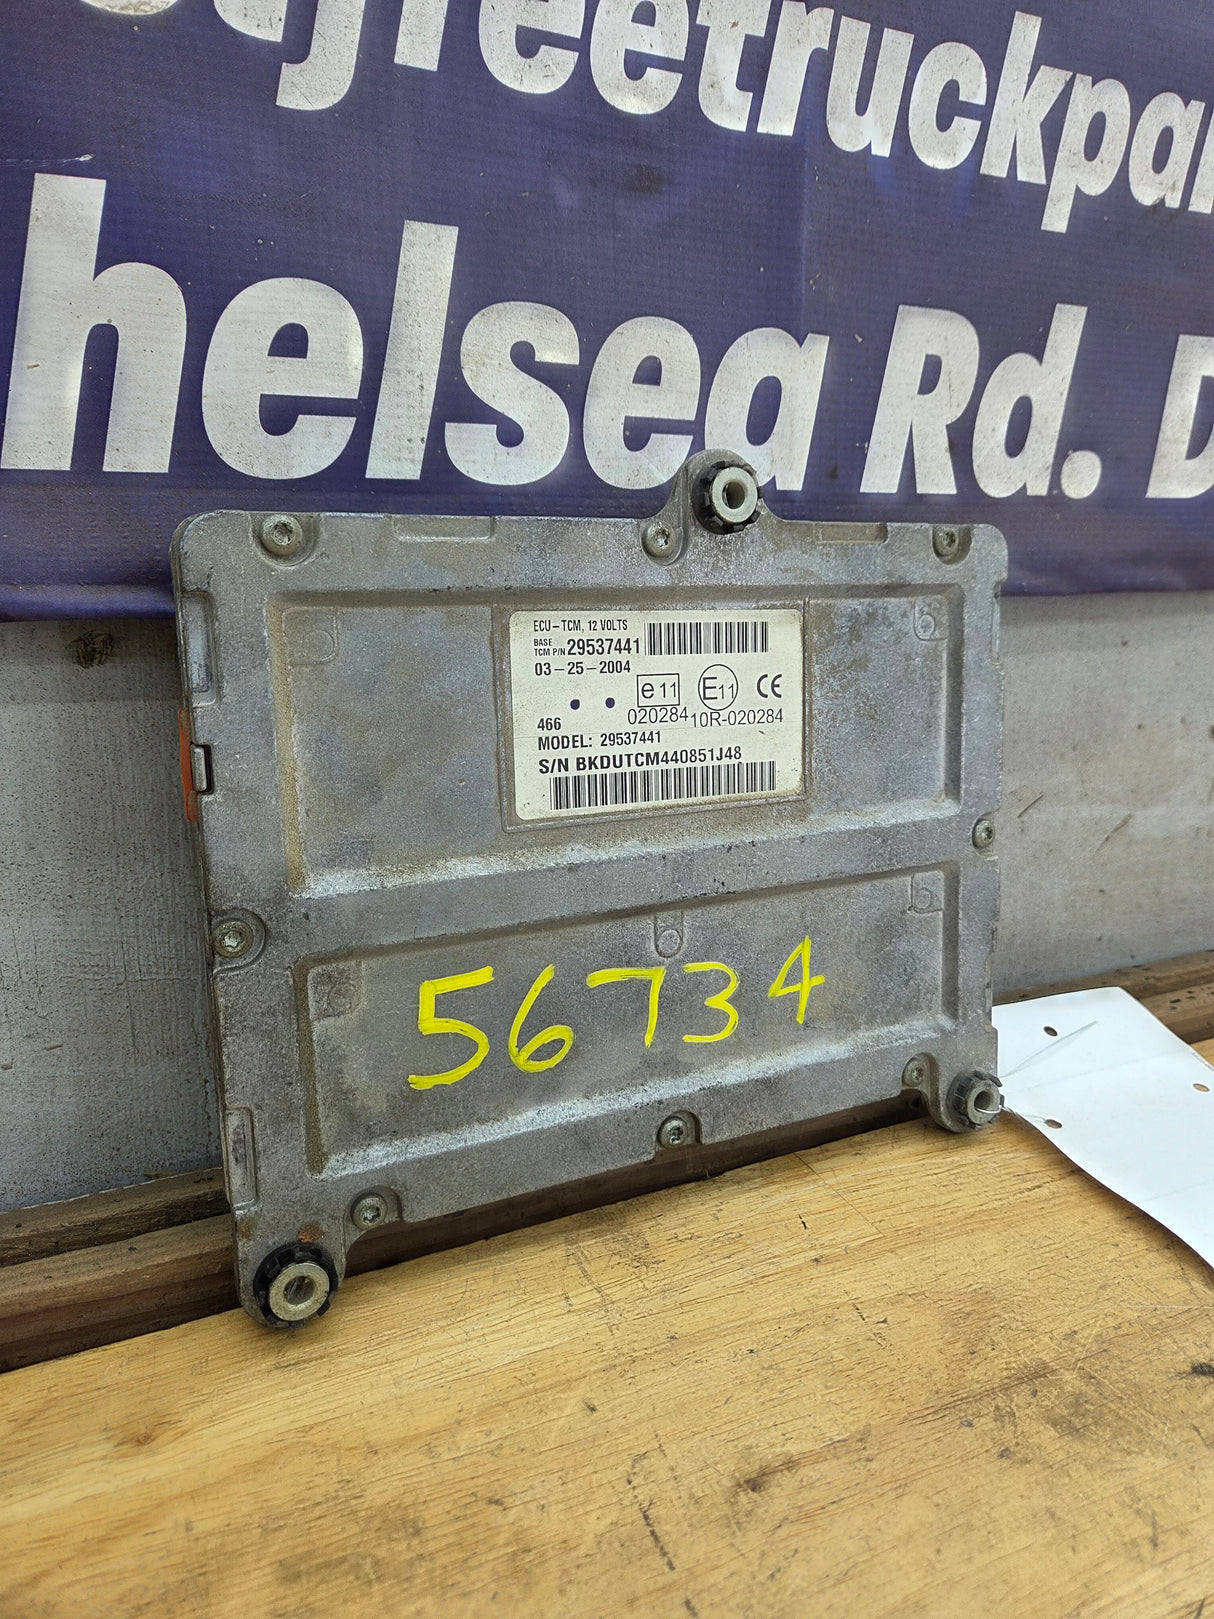 ufreetruckpar
helsea Rd. D
ECU-TCM, 12 VOLTS
BASE
TCM P/N 29537441
03-25-2004
e11 E11 CE
466 020284 10R-020284
MODEL: 29537441
S/N BKDUTCM440851J48
56734